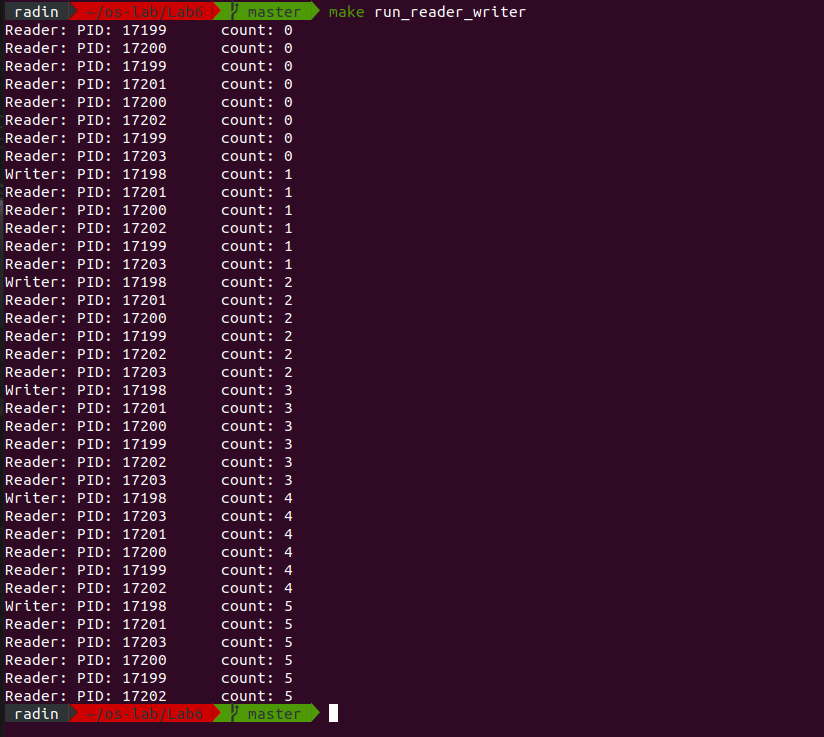 radin ~/os-lab/Lab6 master make run_reader_writer
Reader: PID: 17199 count: 0
Reader: PID: 17200 count: 0
Reader: PID: 17199 count: 0
Reader: PID: 17201 count: 0
Reader: PID: 17200 count: 0
Reader: PID: 17202 count: 0
Reader: PID: 17199 count: 0
Reader: PID: 17203 count: 0
Writer: PID: 17198 count: 1
Reader: PID: 17201 count: 1
Reader: PID: 17200 count: 1
Reader: PID: 17202 count: 1
Reader: PID: 17199 count: 1
Reader: PID: 17203 count: 1
Writer: PID: 17198 count: 2
Reader: PID: 17201 count: 2
Reader: PID: 17200 count: 2
Reader: PID: 17199 count: 2
Reader: PID: 17202 count: 2
Reader: PID: 17203 count: 2
Writer: PID: 17198 count: 3
Reader: PID: 17201 count: 3
Reader: PID: 17200 count: 3
Reader: PID: 17199 count: 3
Reader: PID: 17202 count: 3
Reader: PID: 17203 count: 3
Writer: PID: 17198 count: 4
Reader: PID: 17203 count: 4
Reader: PID: 17201 count: 4
Reader: PID: 17200 count: 4
Reader: PID: 17199 count: 4
Reader: PID: 17202 count: 4
Writer: PID: 17198 count: 5
Reader: PID: 17201 count: 5
Reader: PID: 17203 count: 5
Reader: PID: 17200 count: 5
Reader: PID: 17199 count: 5
Reader: PID: 17202 count: 5
radin ~/os-lab/Lab6 master